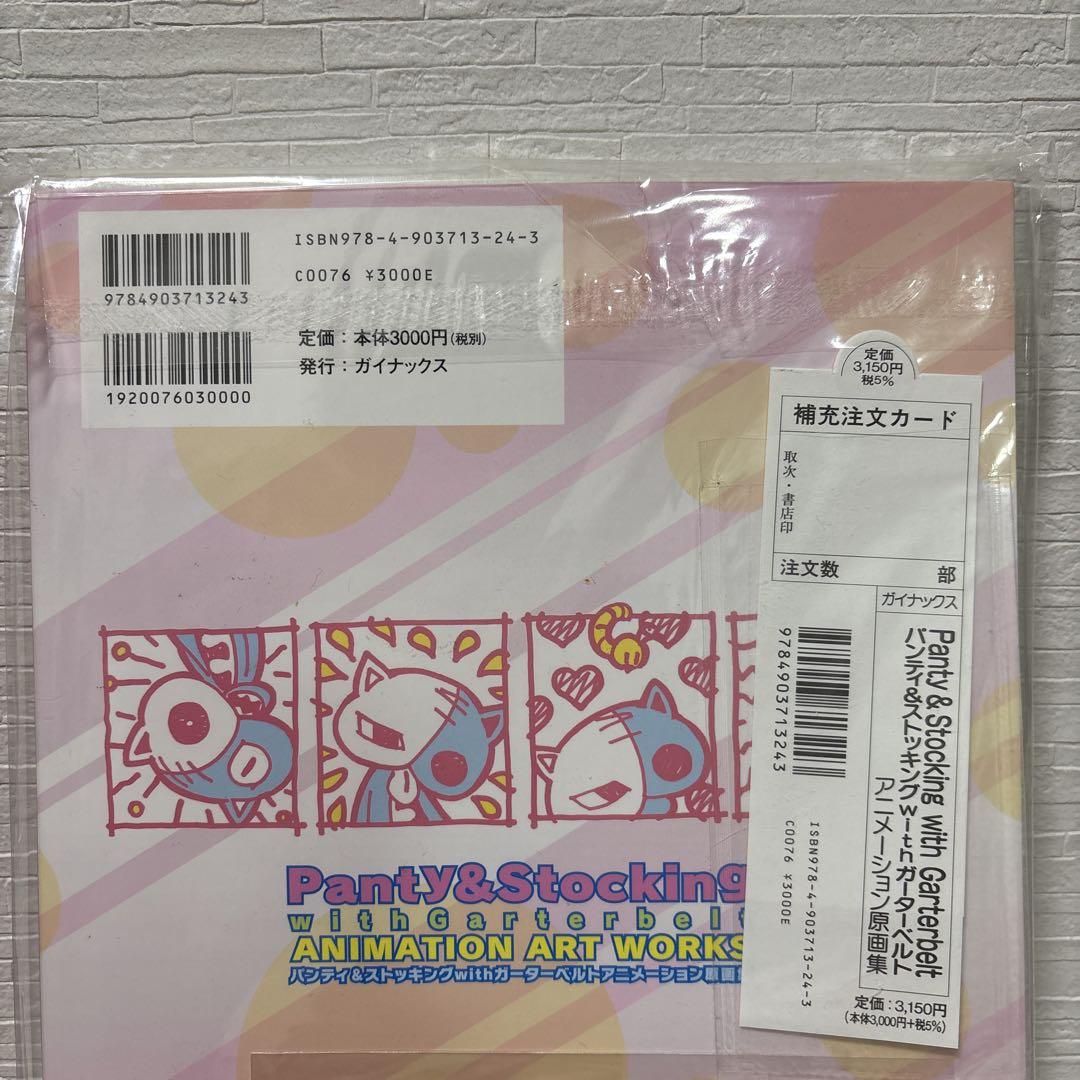 ISBN978-4-903713-24-3
C0076 ¥3000E
9784903713243
定価：本体3000円(税別)
発行：ガイナックス
1920076030000
定価
3,150円
税5%
補充注文カード
取次・書店印
注文数 部
ガイナックス
Panty & Stocking with Garterbelt
パンティ&ストッキングwithガーターベルト
アニメーション原画集
9784903713243
ISBN978-4-903713-24-3
C0076 ¥3000E
定価：3,150円
(本体3,000円+税5%)
Panty&Stocking
withGarterbelt
ANIMATION ART WORKS
パンティ&ストッキングwithガーターベルトアニメーション原画集